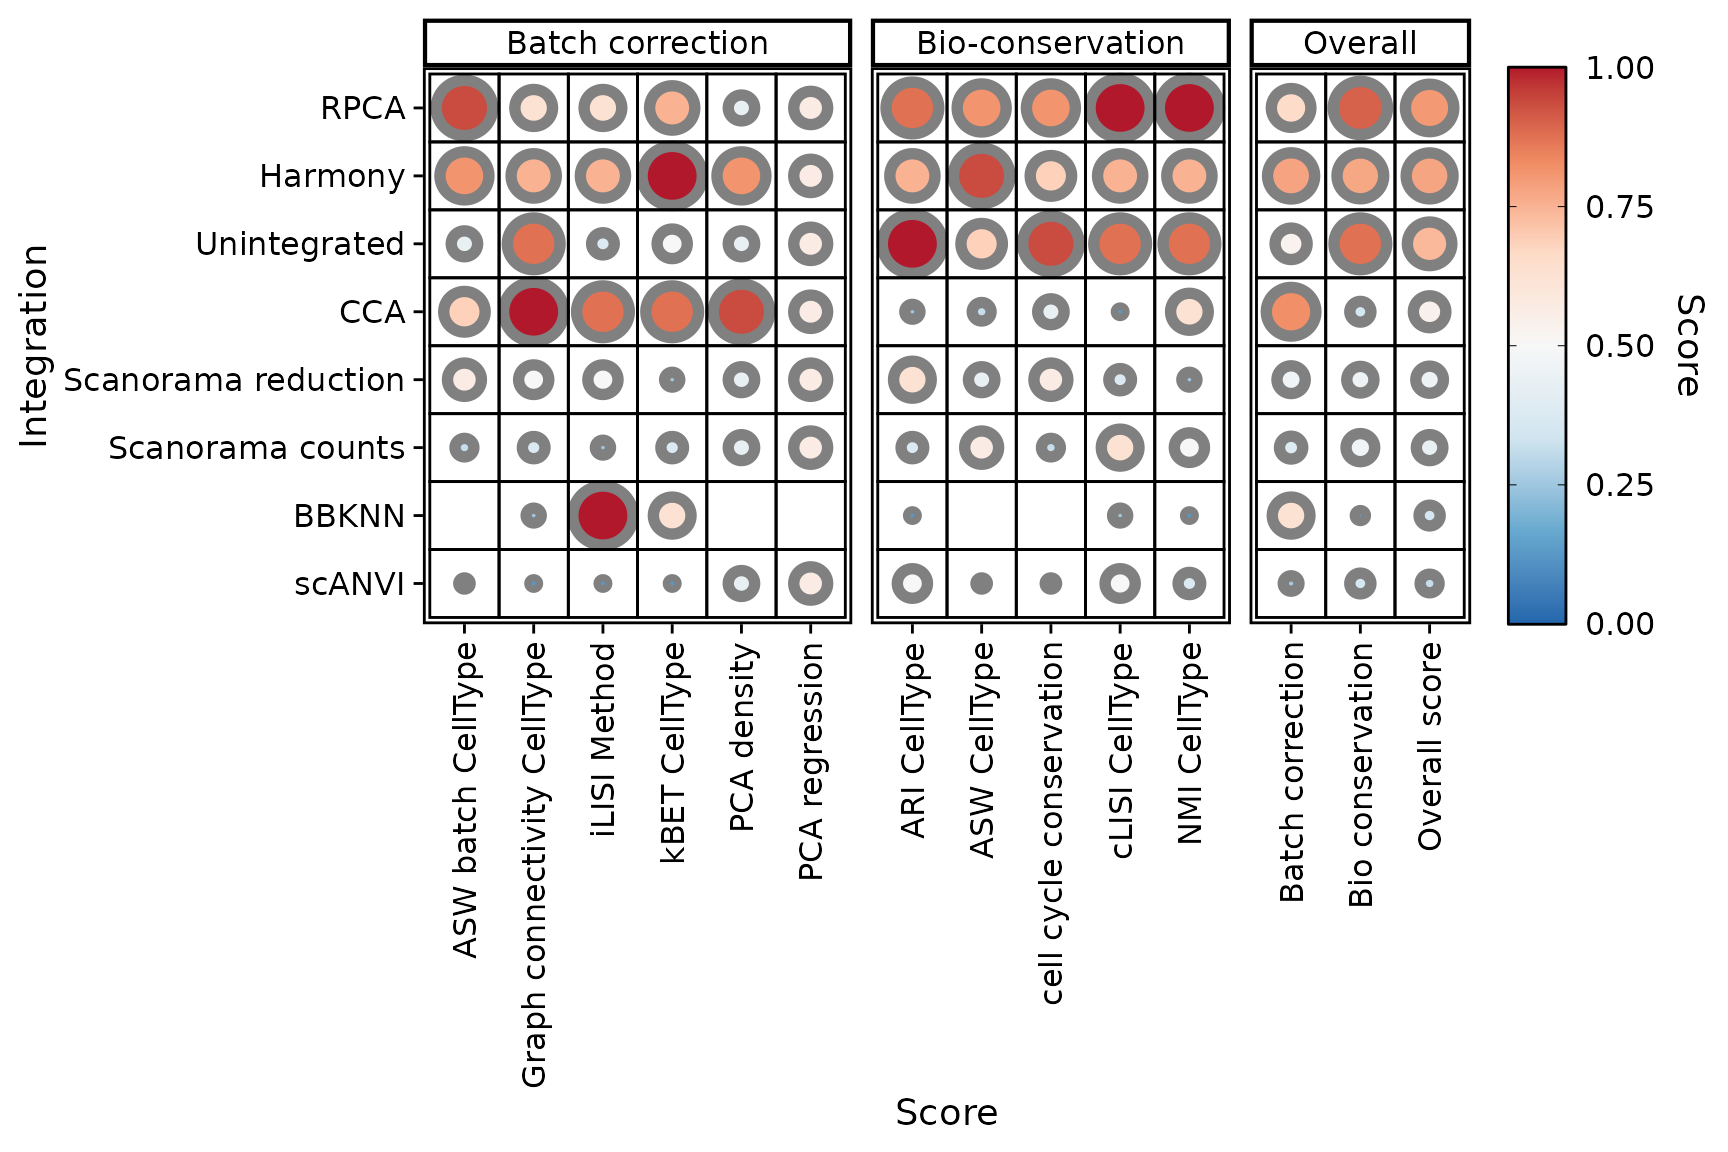 Batch correction
Bio-conservation
Overall
Integration
RPCA
Harmony
Unintegrated
CCA
Scanorama reduction
Scanorama counts
BBKNN
scANVI
ASW batch CellType
Graph connectivity CellType
iLISI Method
kBET CellType
PCA density
PCA regression
ARI CellType
ASW CellType
cell cycle conservation
cLISI CellType
NMI CellType
Batch correction
Bio conservation
Overall score
Score
1.00
0.75
0.50
0.25
0.00
Score